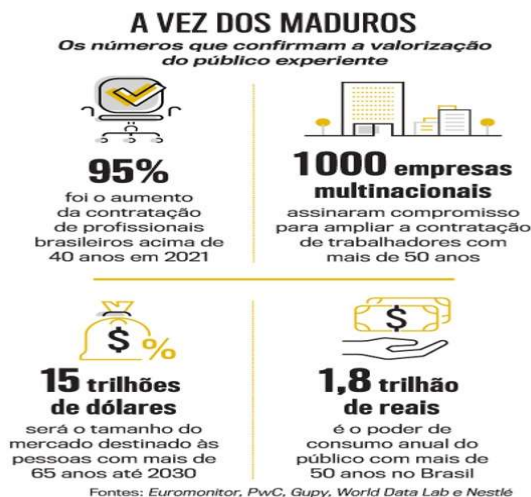 A VEZ DOS MADUROS
Os números que confirmam a valorização
do público experiente
95%
foi o aumento
da contratação
de profissionais
brasileiros acima de
40 anos em 2021
1000 empresas
multinacionais
assinaram compromisso
para ampliar a contratação
de trabalhadores com
mais de 50 anos
$ %
15 trilhões
de dólares
será o tamanho do
mercado destinado às
pessoas com mais de
65 anos até 2030
$
1,8 trilhão
de reais
é o poder de
consumo anual do
público com mais de
50 anos no Brasil
Fontes: Euromonitor, PwC, Gupy, World Data Lab e Nestlé